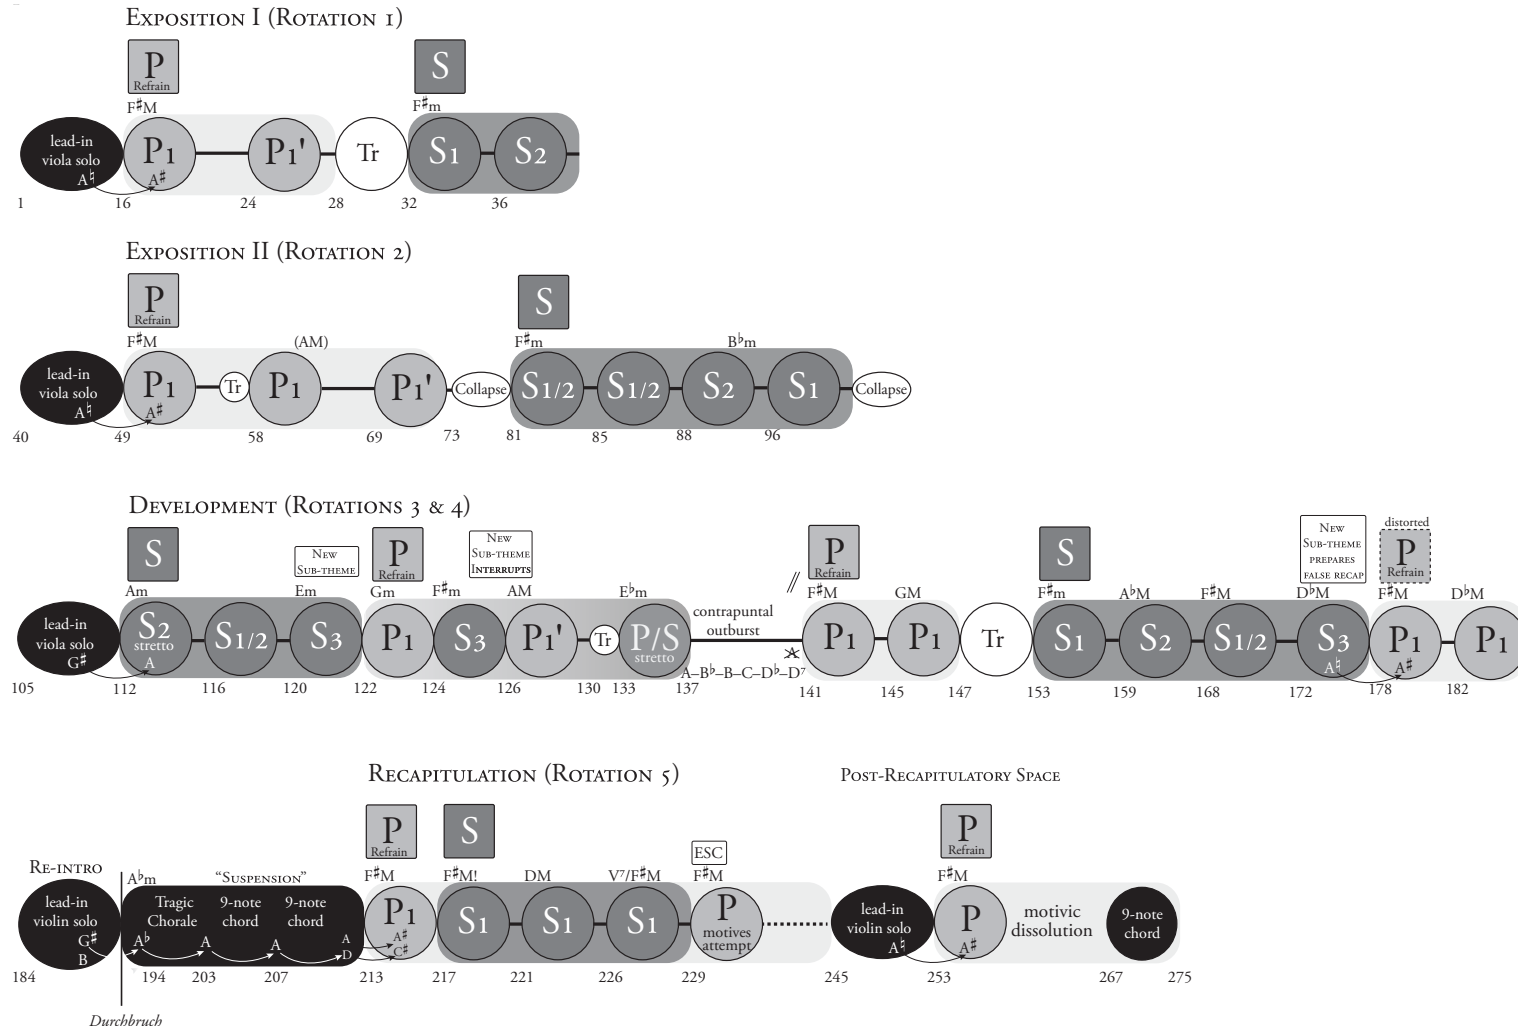 Exposition I (Rotation 1)
P
Refrain
S
F♯M
F♯m
lead-in
viola solo
A♮
P1
A♯
P1'
Tr
S1
S2
1
16
24
28
32
36
Exposition II (Rotation 2)
P
Refrain
S
F♯M
(AM)
F♯m
B♭m
lead-in
viola solo
A♮
P1
A♯
Tr
P1
P1'
Collapse
S1/2
S1/2
S2
S1
Collapse
40
49
58
69
73
81
85
88
96
Development (Rotations 3 & 4)
S
New
Sub-theme
P
Refrain
New
Sub-theme
Interrupts
P
Refrain
S
New
Sub-theme
prepares
false recap
distorted
P
Refrain
Am
Em
Gm
F♯m
AM
E♭m
//
F♯M
GM
F♯m
A♭M
F♯M
D♭M
F♯M
D♭M
lead-in
viola solo
G♯
S2
stretto
A
S1/2
S3
P1
S3
P1'
Tr
P/S
stretto
contrapuntal
outburst
A
A–B♭–B–C–D♭–D7
P1
P1
Tr
S1
S2
S1/2
S3
A♮
P1
A♯
P1
105
112
116
120
122
124
126
130
133
137
141
145
147
153
159
168
172
178
182
Recapitulation (Rotation 5)
Post-Recapitulatory Space
P
Refrain
S
ESC
P
Refrain
Re-intro
A♭m
"Suspension"
F♯M
F♯M!
DM
V7/F♯M
F♯M
F♯M
lead-in
violin solo
G♯
B
Tragic
Chorale
9-note
chord
9-note
chord
A♭
A
A
A
D
P1
A♯
C♯
S1
S1
S1
P
motives
attempt
lead-in
violin solo
A♮
P
A♯
motivic
dissolution
9-note
chord
184
194
203
207
213
217
221
226
229
245
253
267
275
Durchbruch